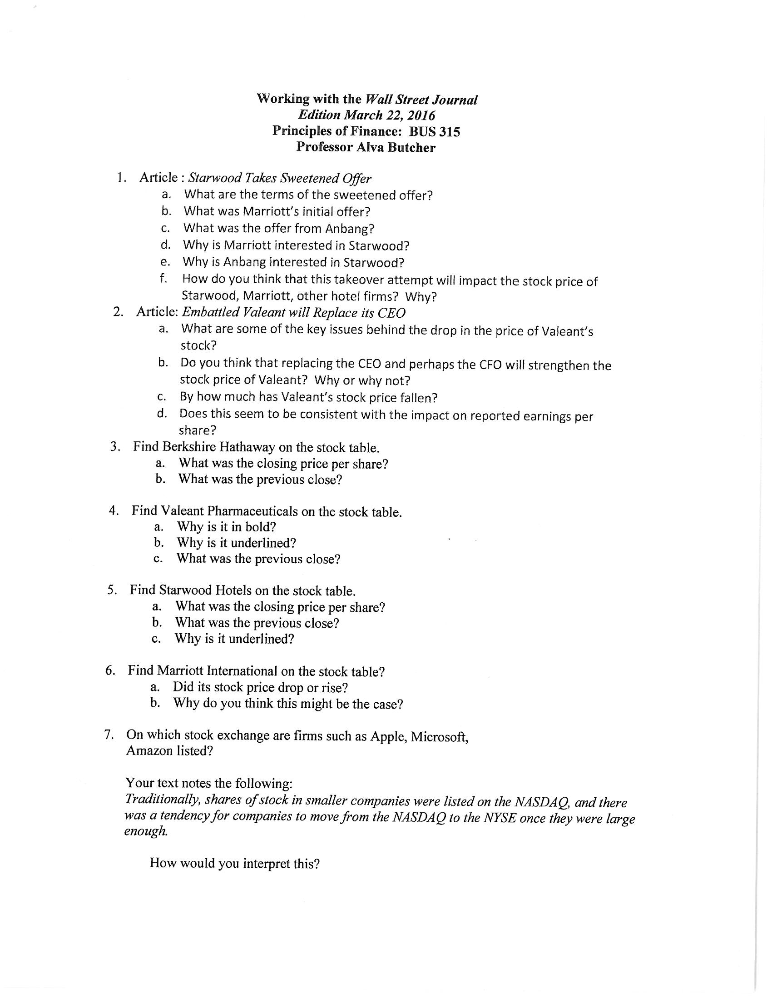 Working with the Wall Street Journal
Edition March 22, 2016
Principles of Finance: BUS 315
Professor Alva Butcher
1. Article : Starwood Takes Sweetened Offer
a. What are the terms of the sweetened offer?
b. What was Marriott's initial offer?
c. What was the offer from Anbang?
d. Why is Marriott interested in Starwood?
e. Why is Anbang interested in Starwood?
f. How do you think that this takeover attempt will impact the stock price of
Starwood, Marriott, other hotel firms? Why?
2. Article: Embattled Valeant will Replace its CEO
a. What are some of the key issues behind the drop in the price of Valeant's
stock?
b. Do you think that replacing the CEO and perhaps the CFO will strengthen the
stock price of Valeant? Why or why not?
c. By how much has Valeant's stock price fallen?
d. Does this seem to be consistent with the impact on reported earnings per
share?
3. Find Berkshire Hathaway on the stock table.
a. What was the closing price per share?
b. What was the previous close?
4. Find Valeant Pharmaceuticals on the stock table.
a. Why is it in bold?
b. Why is it underlined?
c. What was the previous close?
5. Find Starwood Hotels on the stock table.
a. What was the closing price per share?
b. What was the previous close?
c. Why is it underlined?
6. Find Marriott International on the stock table?
a. Did its stock price drop or rise?
b. Why do you think this might be the case?
7. On which stock exchange are firms such as Apple, Microsoft,
Amazon listed?
Your text notes the following:
Traditionally, shares of stock in smaller companies were listed on the NASDAQ, and there
was a tendency for companies to move from the NASDAQ to the NYSE once they were large
enough.
How would you interpret this?